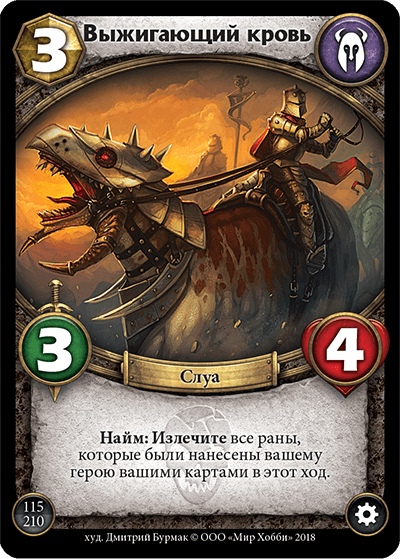 3
Выжигающий кровь
3
4
Слуа
Найм: Излечите все раны,
которые были нанесены вашему
герою вашими картами в этот ход.
115
210
худ. Дмитрий Бурмак © ООО «Мир Хобби» 2018